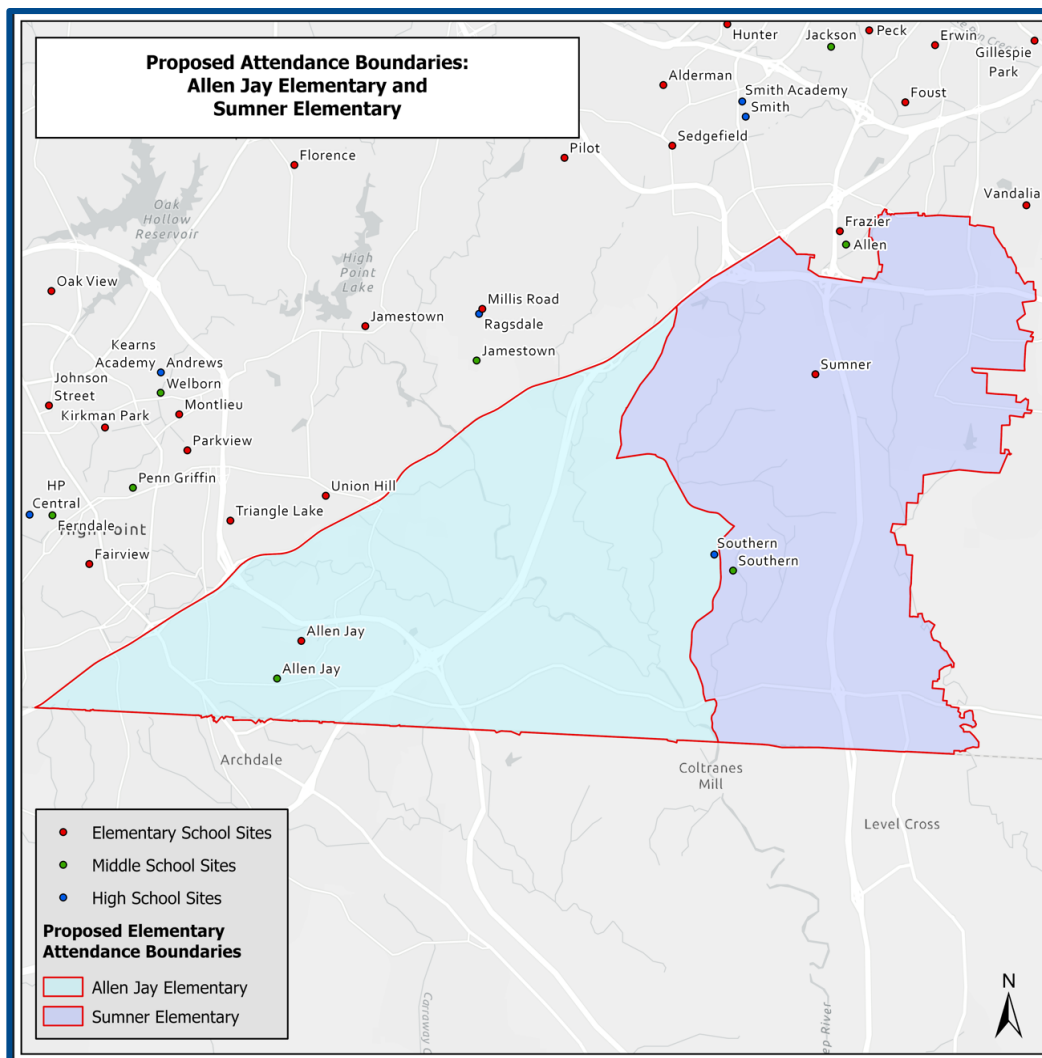 Proposed Attendance Boundaries:
Allen Jay Elementary and
Sumner Elementary
Hunter
Jackson
Peck
Erwin
Gillespie
Park
Alderman
Smith Academy
Smith
Foust
Sedgefield
Pilot
Florence
Vandalia
Oak
Hollow
Reservoir
Frazier
Allen
High
Point
Lake
Oak View
Millis Road
Ragsdale
Jamestown
Jamestown
Kearns
Academy
Andrews
Welborn
Johnson
Street
Kirkman Park
Montlieu
Sumner
Parkview
HP
Central
Penn Griffin
Union Hill
Ferndale
Triangle Lake
Fairview
Southern
Southern
Allen Jay
Allen Jay
Archdale
Coltranes
Mill
Level Cross
Elementary School Sites
Middle School Sites
High School Sites
Proposed Elementary
Attendance Boundaries
Allen Jay Elementary
Sumner Elementary
N